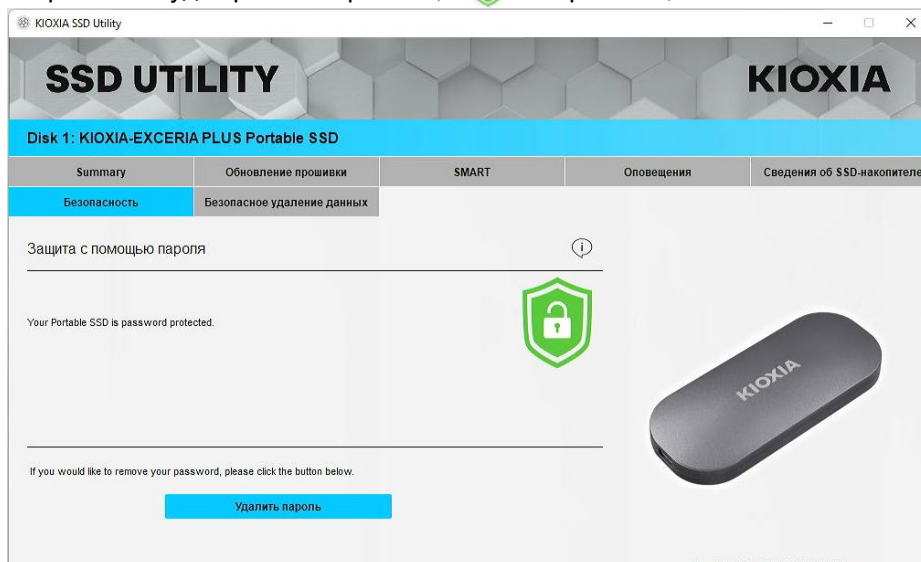 KIOXIA SSD Utility
SSD UTILITY
KIOXIA
Disk 1: KIOXIA-EXCERIA PLUS Portable SSD
Summary
Обновление прошивки
SMART
Оповещения
Сведения об SSD-накопителе
Безопасность
Безопасное удаление данных
Защита с помощью пароля
Your Portable SSD is password protected.
KIOXIA
If you would like to remove your password, please click the button below.
Удалить пароль